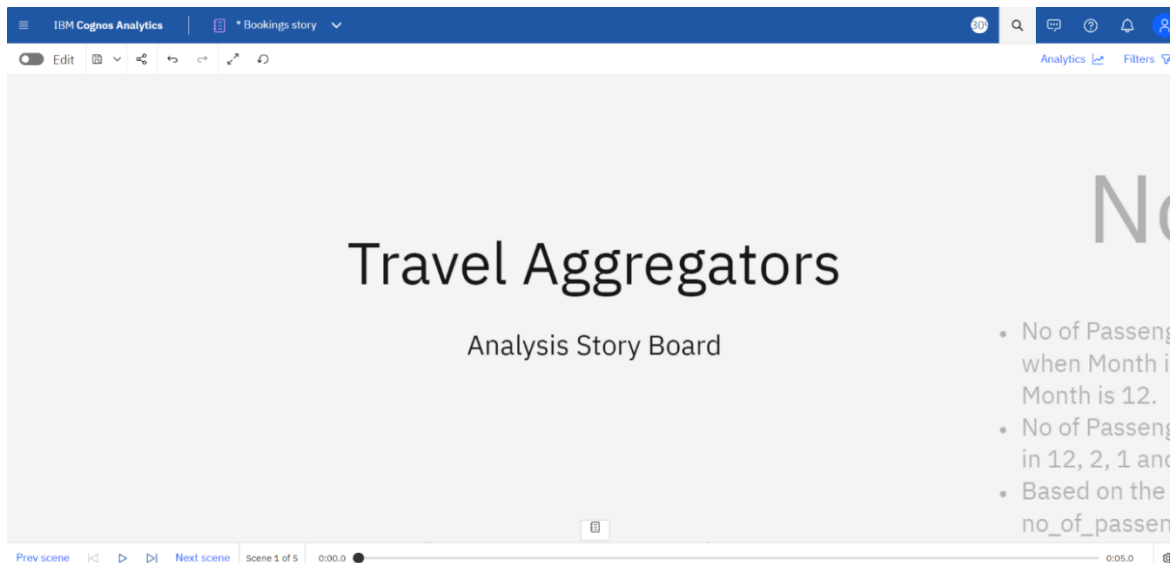 IBM Cognos Analytics
* Bookings story
30
Edit
Analytics
Filters
Travel Aggregators
Analysis Story Board
No
• No of Passeng
when Month i
Month is 12.
• No of Passeng
in 12, 2, 1 and
• Based on the
no_of_passen
Prev scene
Next scene
Scene 1 of 5
0:00.0
0:05.0